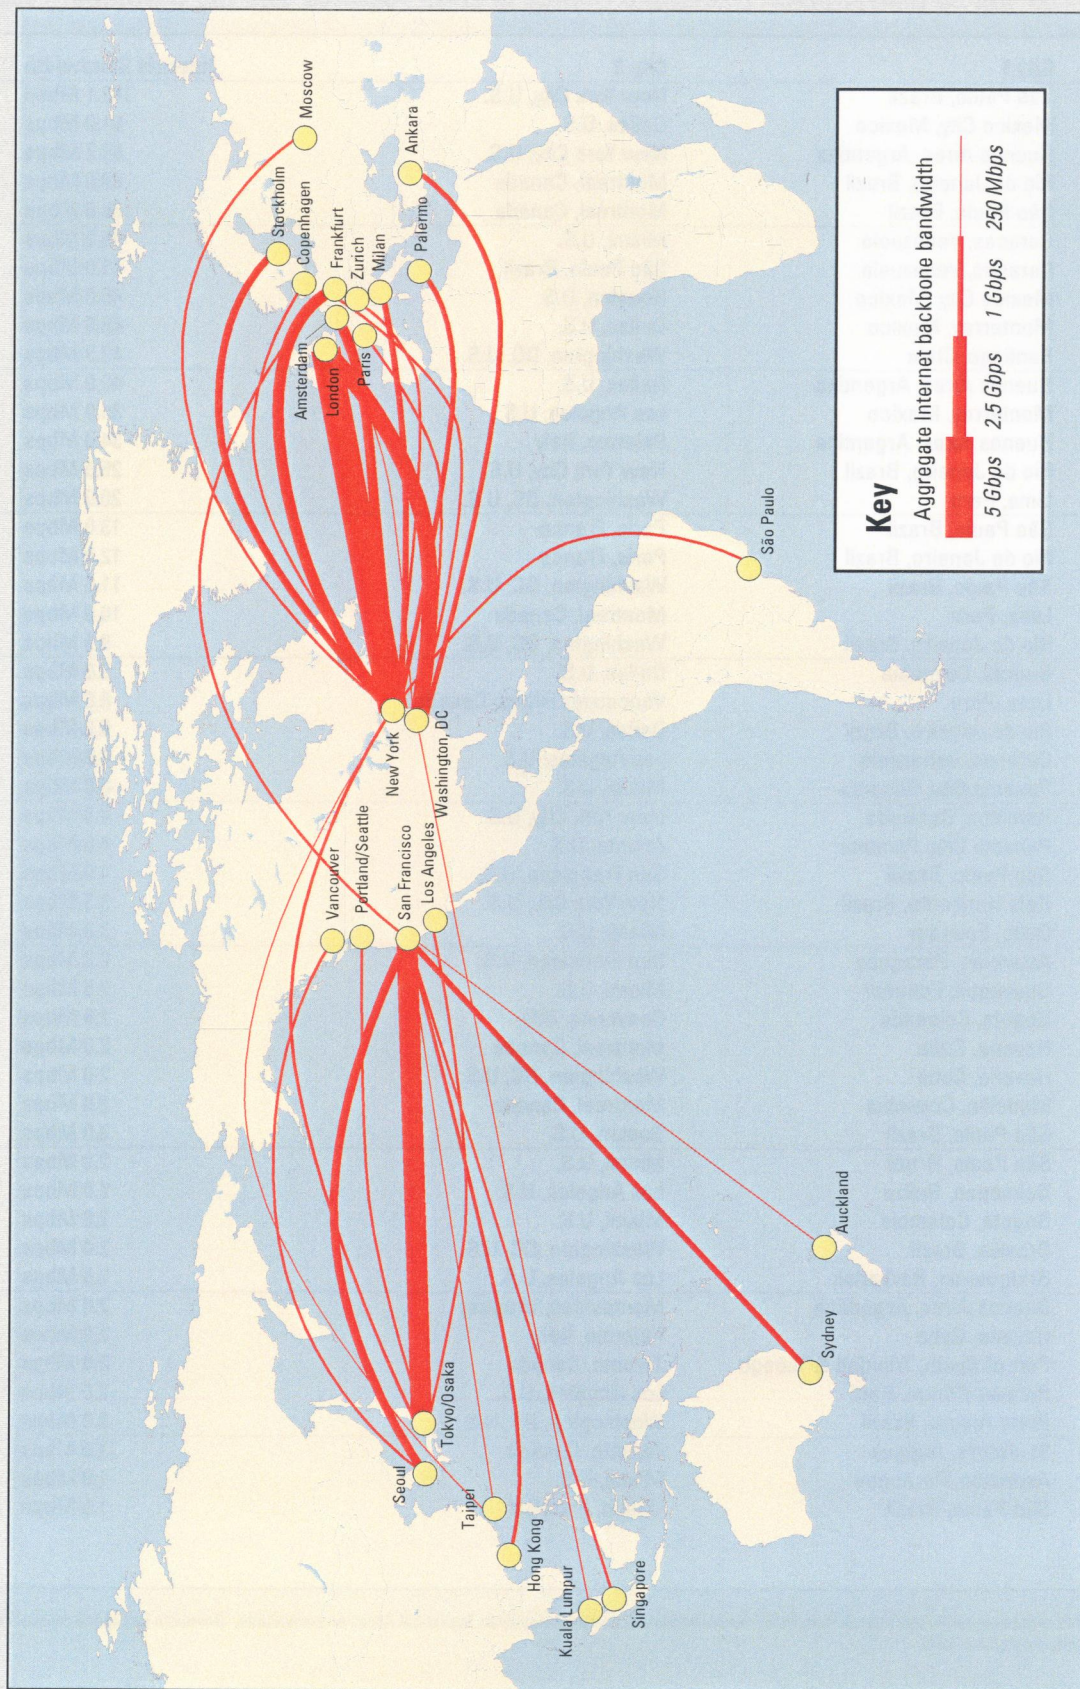 Moscow
Stockholm
Copenhagen
Frankfurt
Zurich
Milan
Ankara
Palermo
Amsterdam
London
Paris
New York
Washington, DC
Vancouver
Portland/Seattle
San Francisco
Los Angeles
São Paulo
Seoul
Tokyo/Osaka
Taipei
Hong Kong
Kuala Lumpur
Singapore
Sydney
Auckland
Key
Aggregate Internet backbone bandwidth
5 Gbps 2.5 Gbps 1 Gbps 250 Mbps